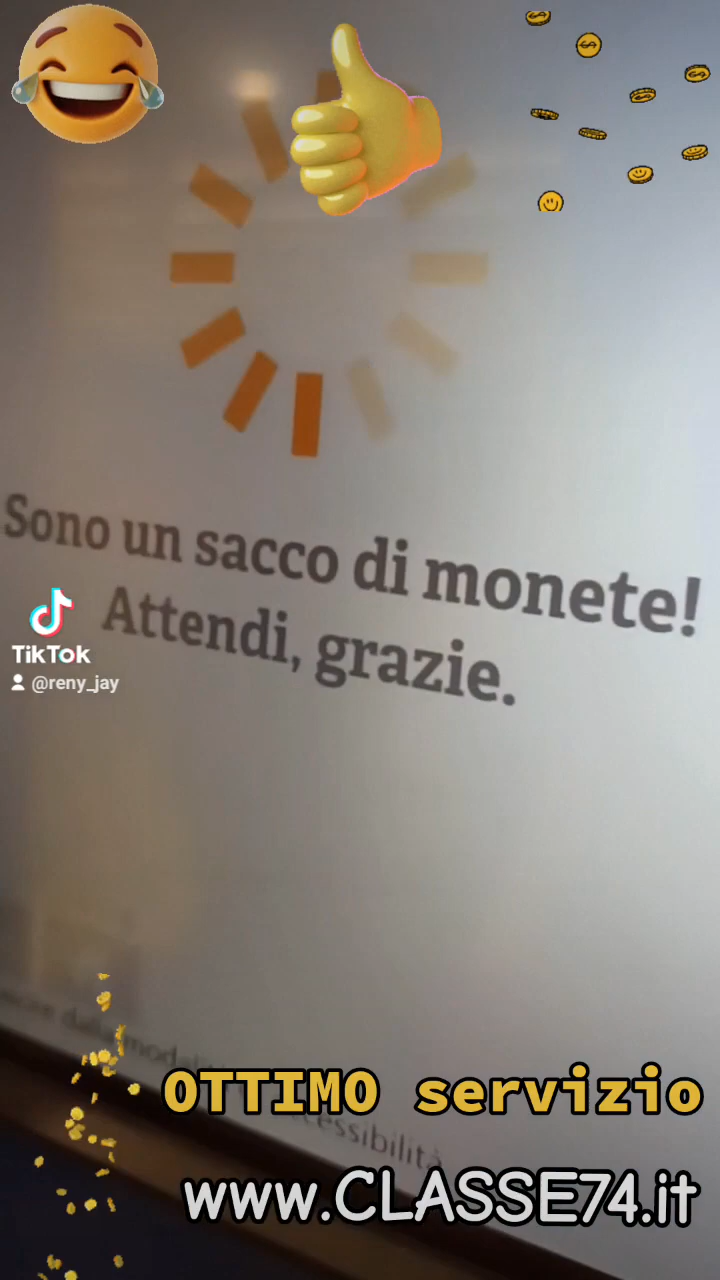 Sono un sacco di monete!
Attendi, grazie.
TikTok
@reny_jay
OTTIMO servizio
www.CLASSE74.it